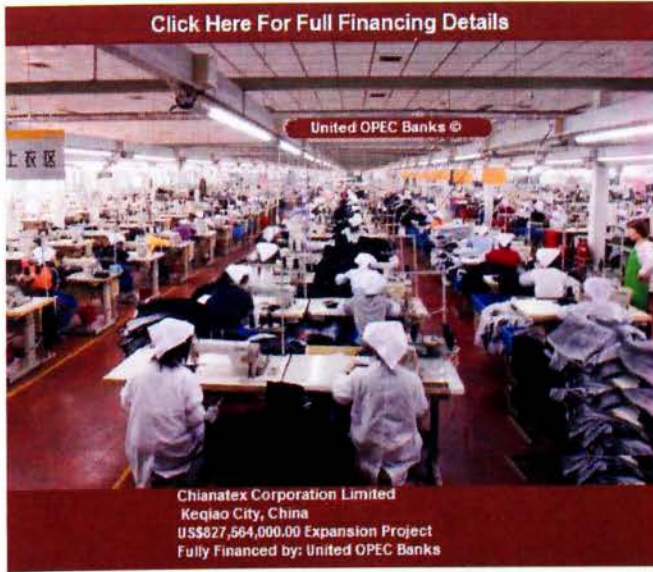 Click Here For Full Financing Details
United OPEC Banks ©
上衣区
Chianatex Corporation Limited
Keqiao City, China
US$827,564,000.00 Expansion Project
Fully Financed by: United OPEC Banks